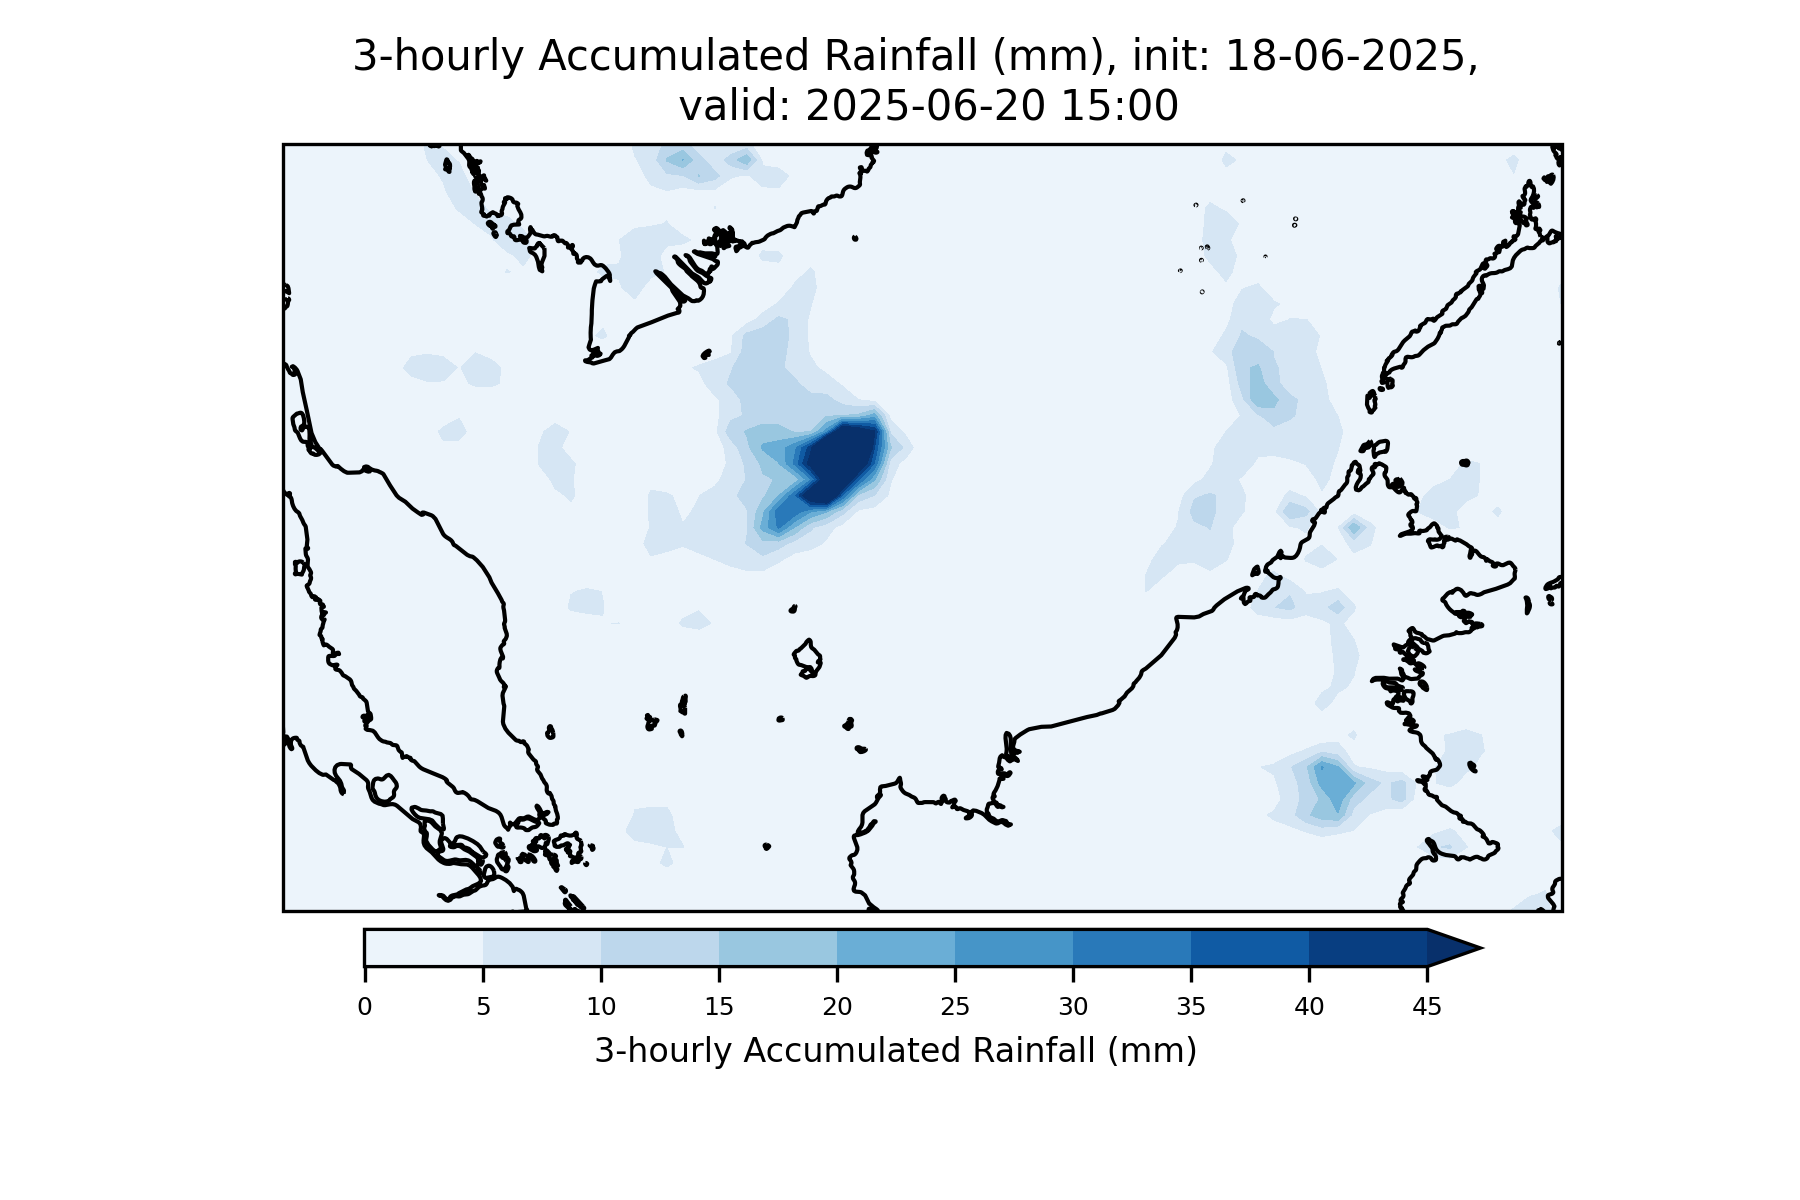 3-hourly Accumulated Rainfall (mm), init: 18-06-2025,
valid: 2025-06-20 15:00
0 5 10 15 20 25 30 35 40 45
3-hourly Accumulated Rainfall (mm)